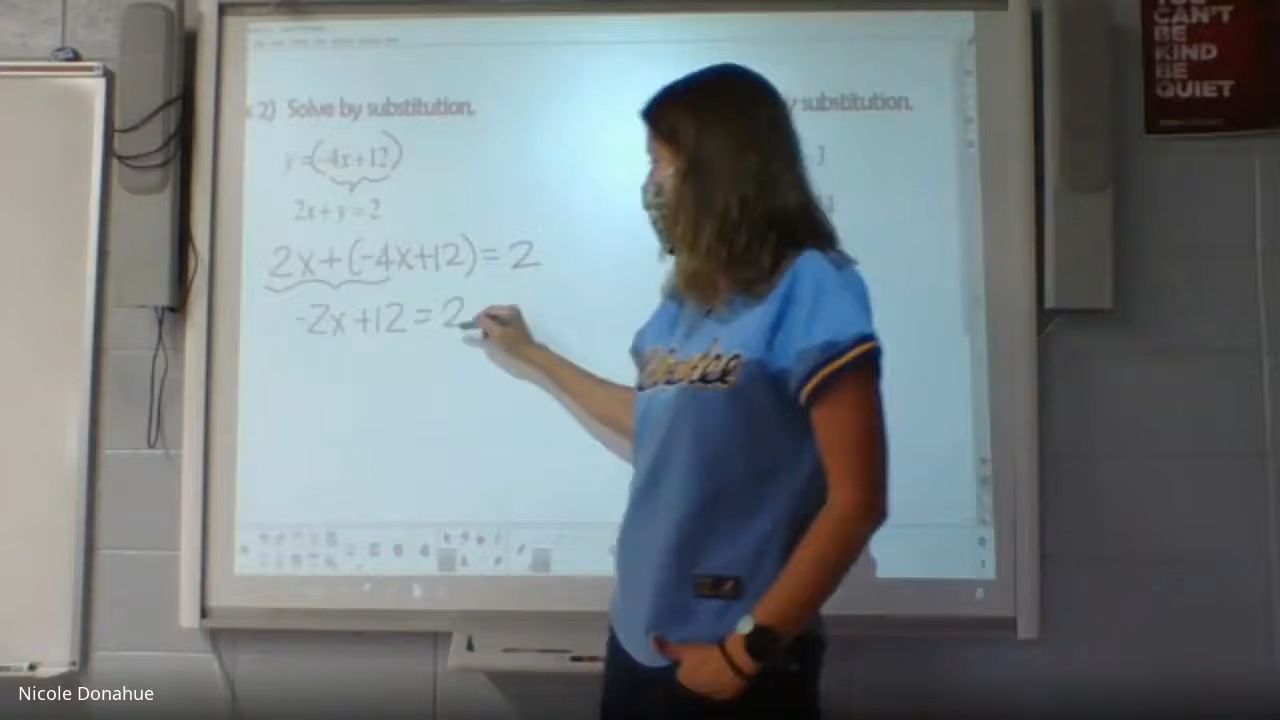 2) Solve by substitution.
y=(-4x+12)
2x+y=2
2x+(-4x+12)=2
-2x+12=2
substitution.
3
CAN'T
BE
KIND
BE
QUIET
Nicole Donahue